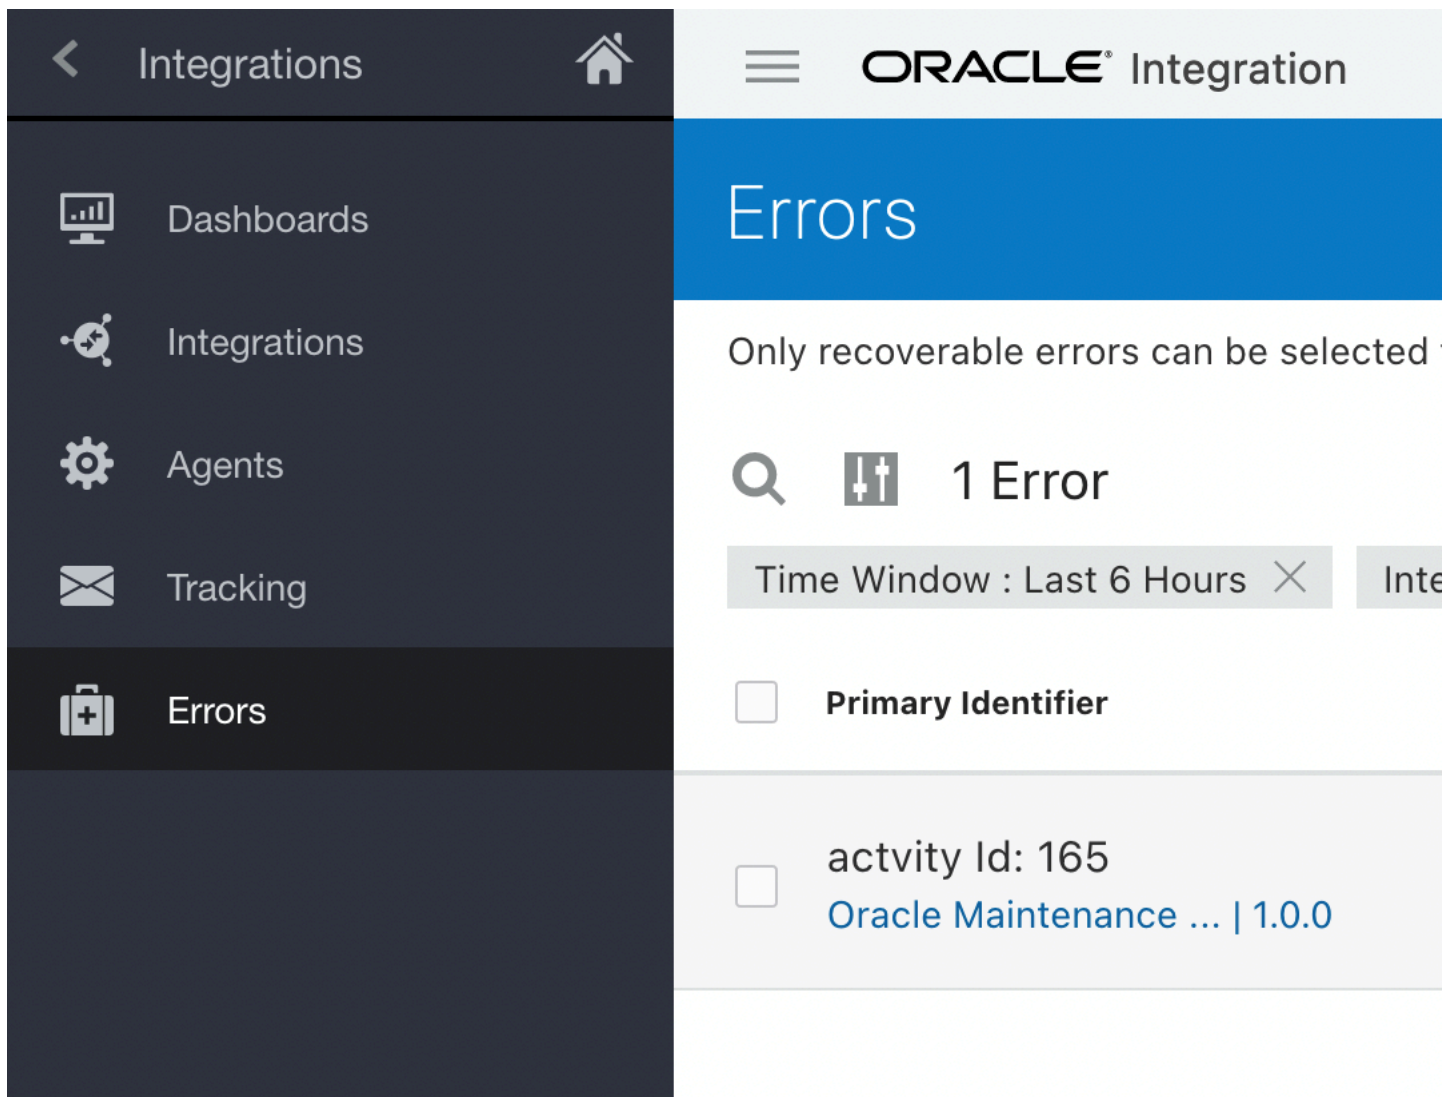 Integrations
Dashboards
Integrations
Agents
Tracking
Errors
ORACLE® Integration
Errors
Only recoverable errors can be selected
1 Error
Time Window : Last 6 Hours
Inte
Primary Identifier
actvity Id: 165
Oracle Maintenance ... | 1.0.0